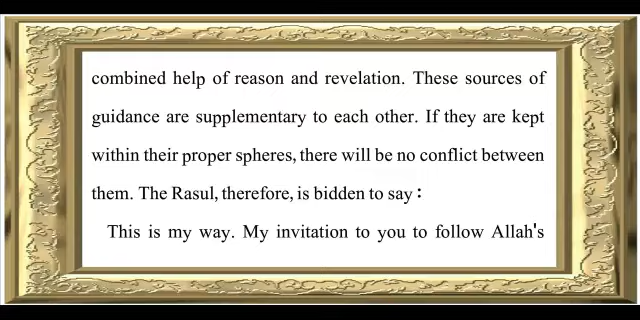 combined help of reason and revelation. These sources of
guidance are supplementary to each other. If they are kept
within their proper spheres, there will be no conflict between
them. The Rasul, therefore, is bidden to say :
This is my way. My invitation to you to follow Allah's